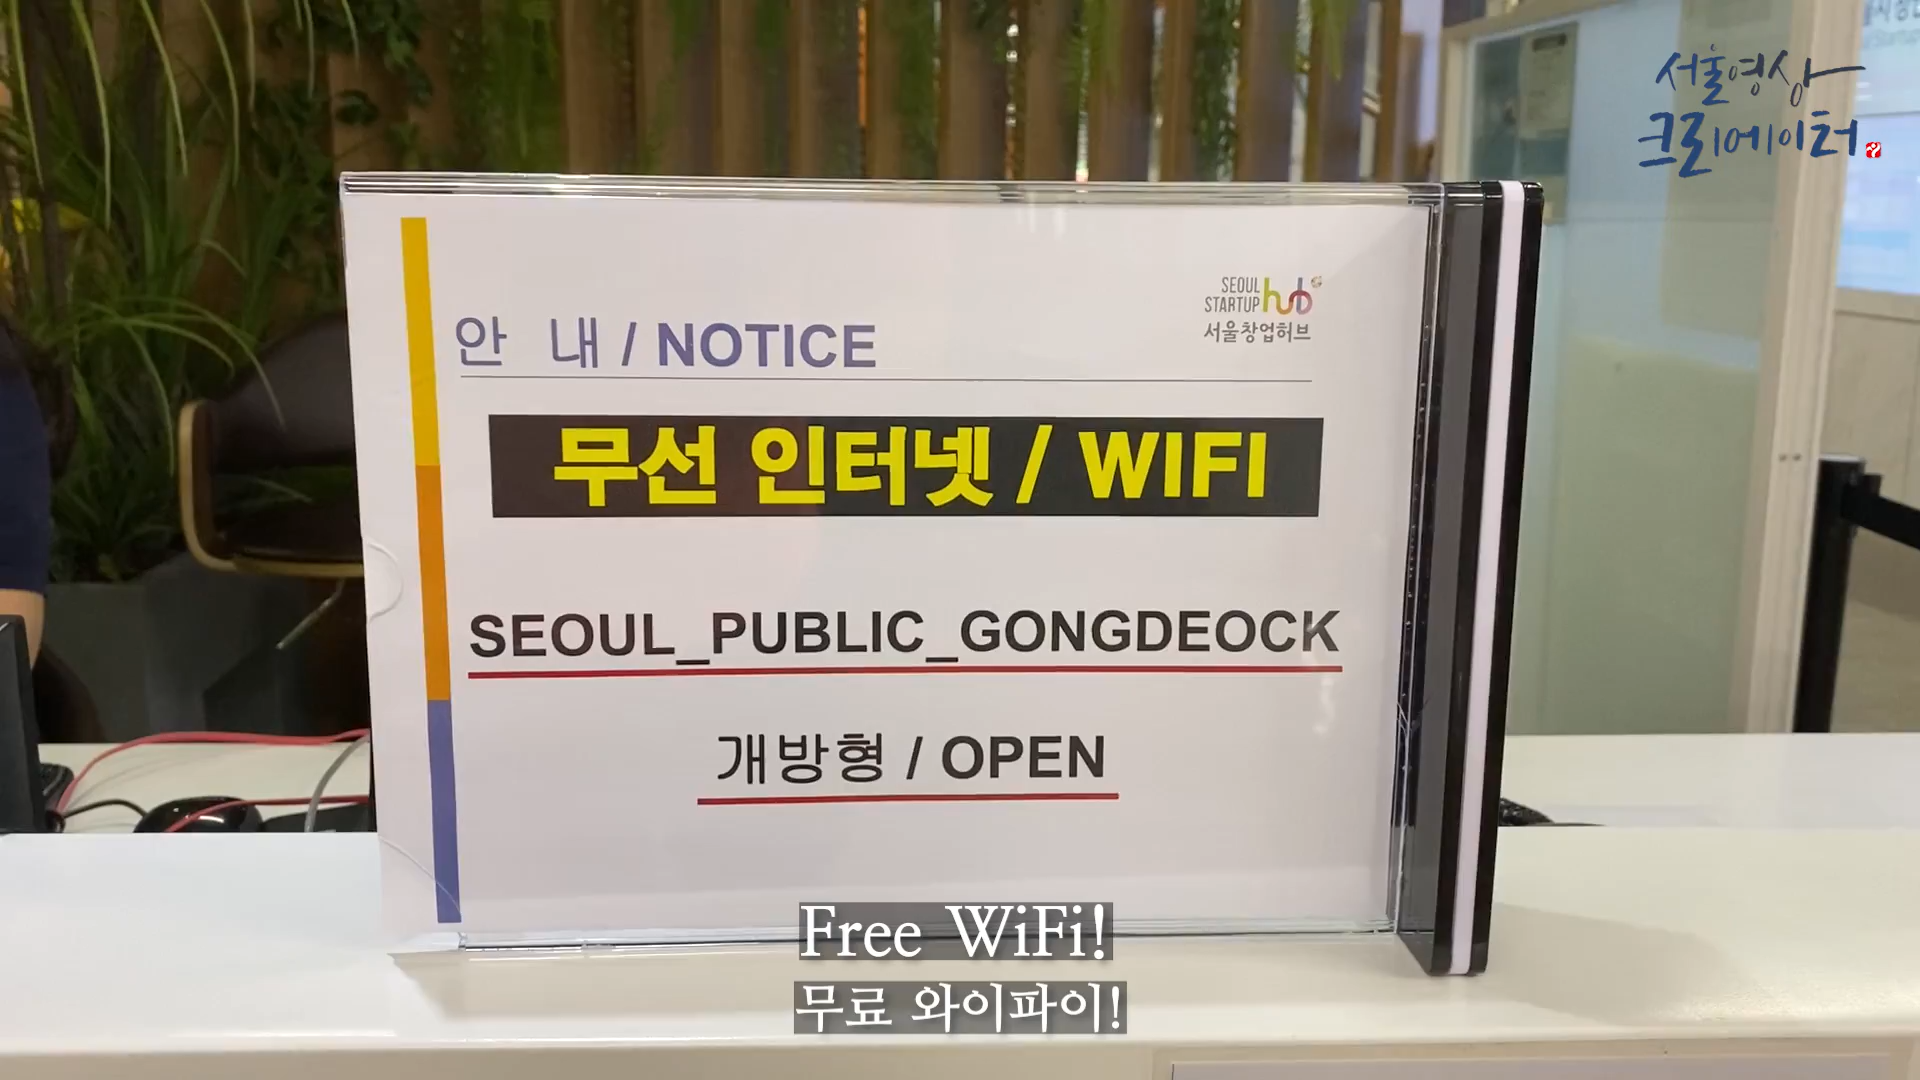 서울영상
크리에이터
SEOUL
STARTUP hub
서울창업허브
안 내 / NOTICE
무선 인터넷 / WIFI
SEOUL_PUBLIC_GONGDEOCK
개방형 / OPEN
Free WiFi!
무료 와이파이!